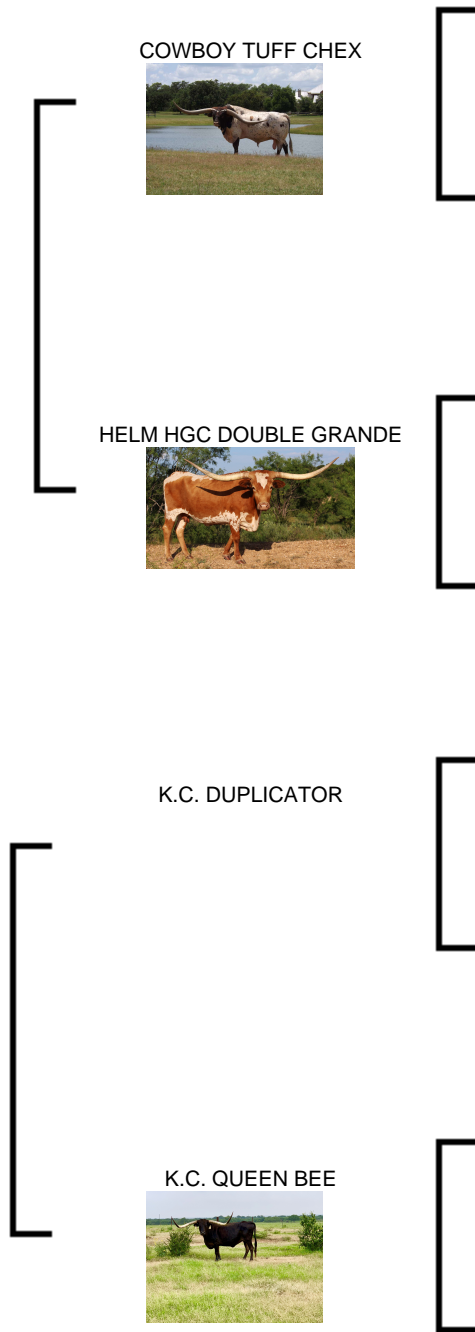 COWBOY TUFF CHEX
HELM HGC DOUBLE GRANDE
K.C. DUPLICATOR
K.C. QUEEN BEE